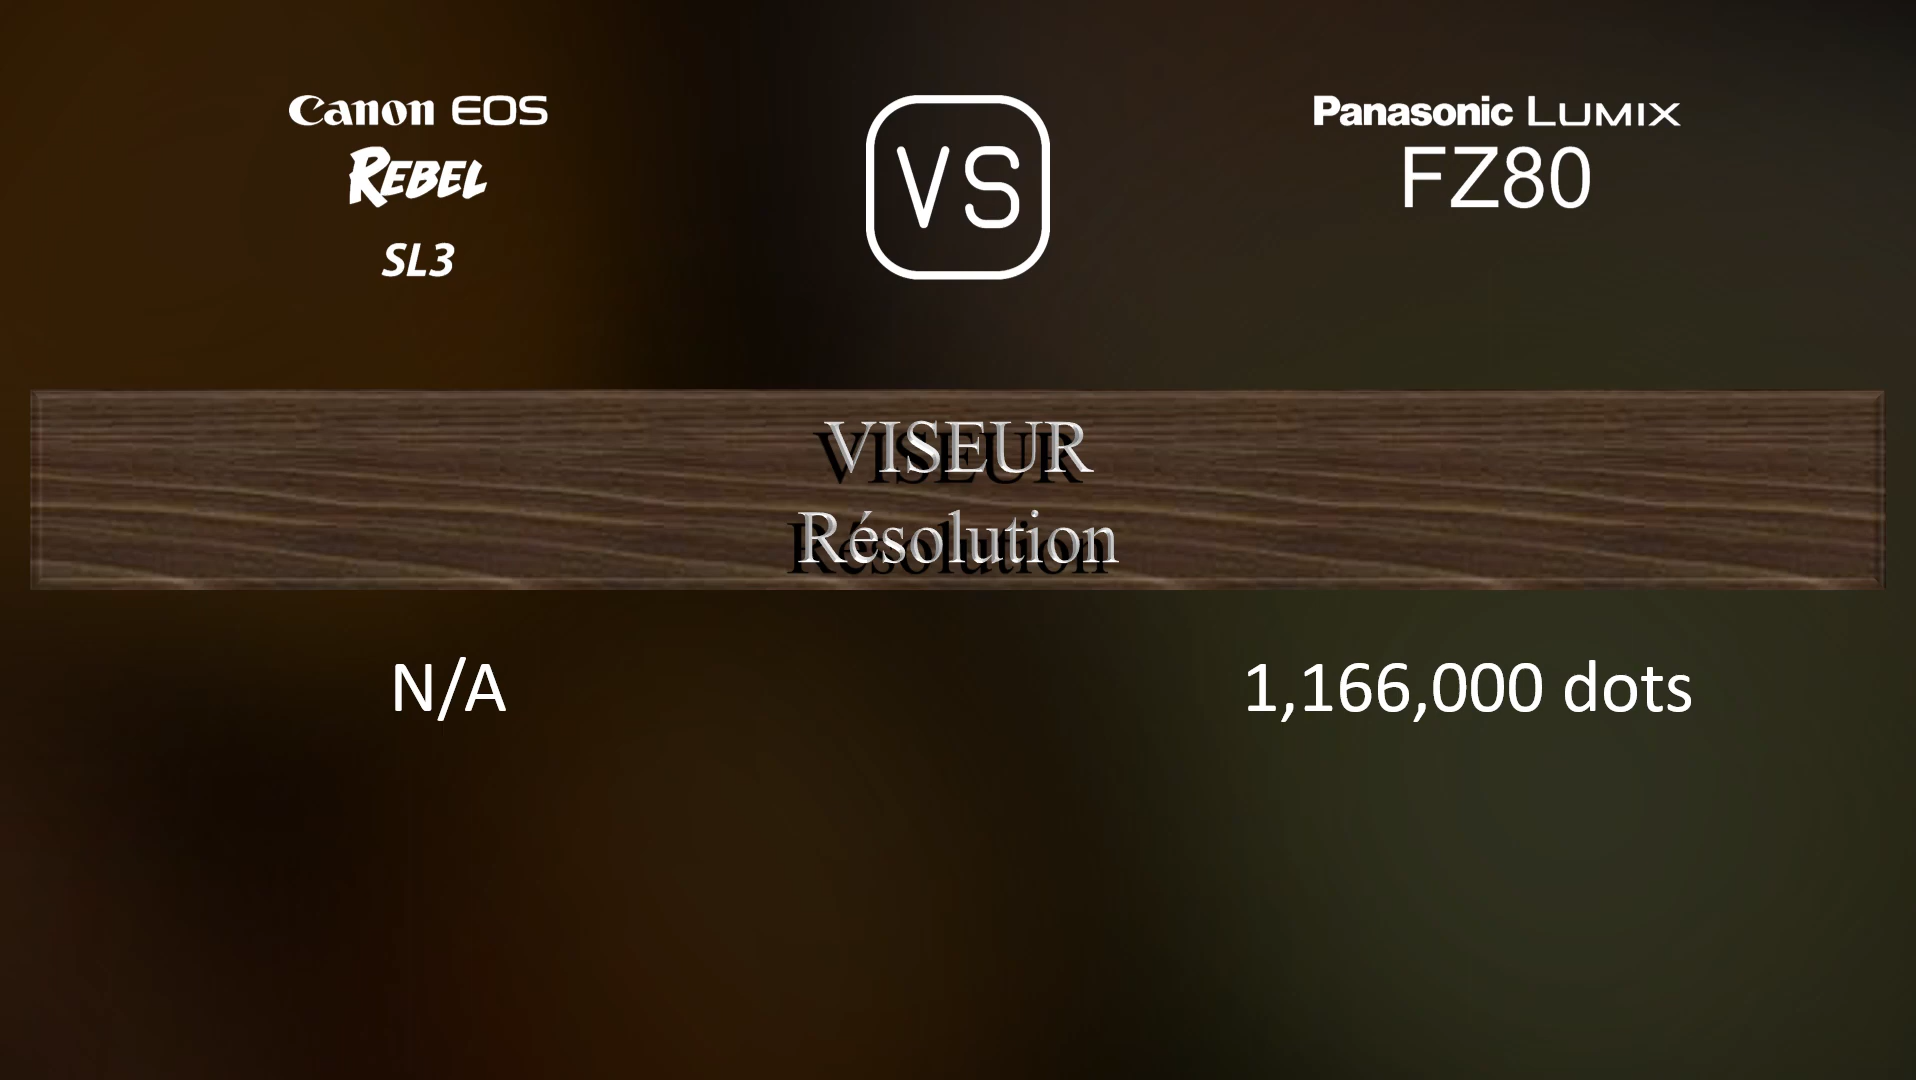 Canon EOS
REBEL
SL3
VS
Panasonic LUMIX
FZ80
VISEUR
Résolution
N/A
1,166,000 dots